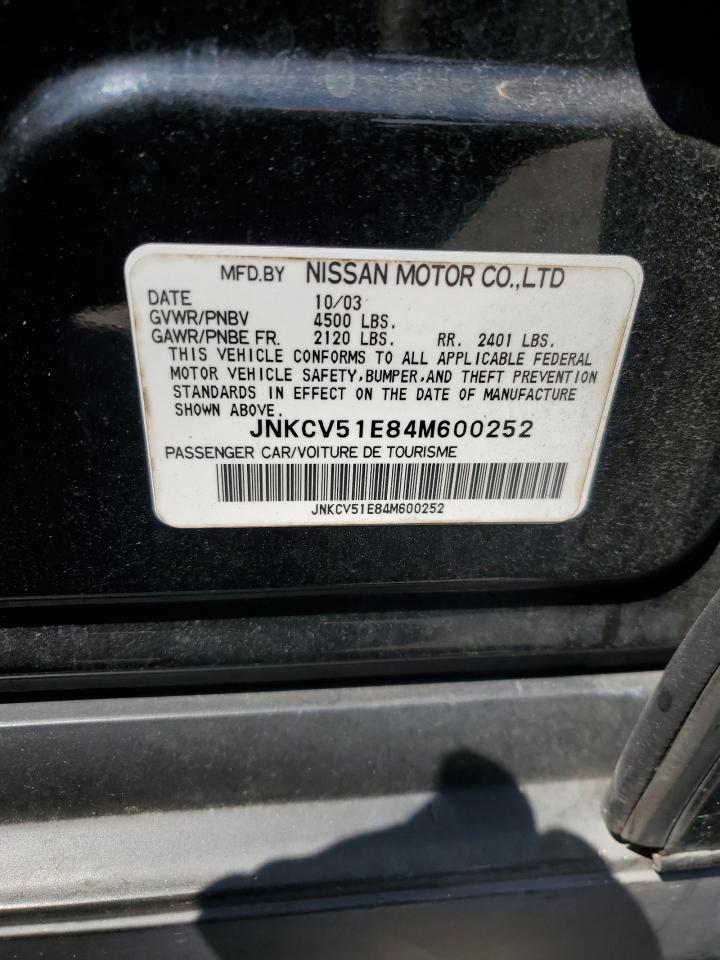 MFD.BY NISSAN MOTOR CO.,LTD
DATE 10/03
GVWR/PNBV 4500 LBS.
GAWR/PNBE FR. 2120 LBS. RR. 2401 LBS.
THIS VEHICLE CONFORMS TO ALL APPLICABLE FEDERAL
MOTOR VEHICLE SAFETY,BUMPER,AND THEFT PREVENTION
STANDARDS IN EFFECT ON THE DATE OF MANUFACTURE
SHOWN ABOVE.
JNKCV51E84M600252
PASSENGER CAR/VOITURE DE TOURISME
JNKCV51E84M600252